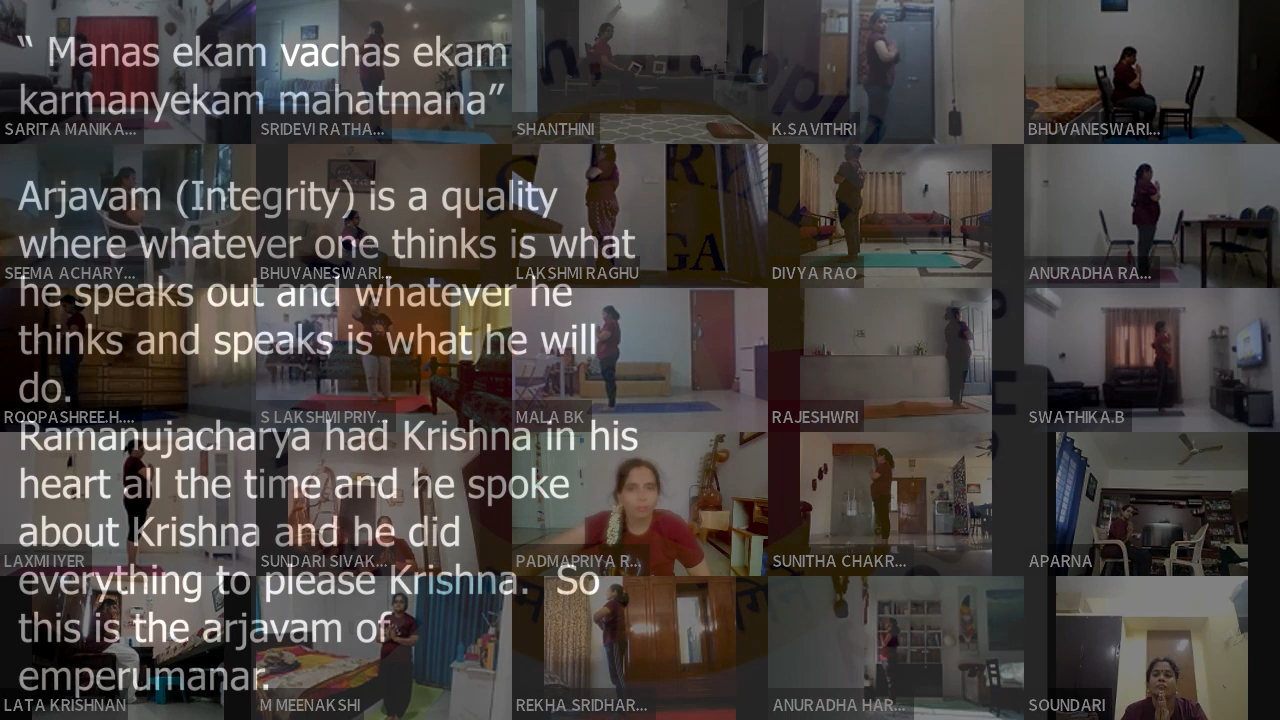 “ Manas ekam vachas ekam
karmanyekam mahatmana”
SARITA MANIKA...
SRIDEVI RATHA...
SHANTHINI
K.SAVITHRI
BHUVANESWARI...
Arjavam (Integrity) is a quality
where whatever one thinks is what
SEEMA ACHARY...
BHUVANESWARI...
LAKSHMI RAGHU
DIVYA RAO
ANURADHA RA...
he speaks out and whatever he
thinks and speaks is what he will
do.
ROOPASHREE.H....
S LAKSHMI PRIY...
MALA BK
RAJESHWRI
SWATHIKA.B
Ramanujacharya had Krishna in his
heart all the time and he spoke
about Krishna and he did
LAXMI IYER
SUNDARI SIVAK...
PADMAPRIYA R...
SUNITHA CHAKR...
APARNA
everything to please Krishna. So
this is the arjavam of
emperumanar.
LATA KRISHNAN
M MEENAKSHI
REKHA SRIDHAR...
ANURADHA HAR...
SOUNDARI